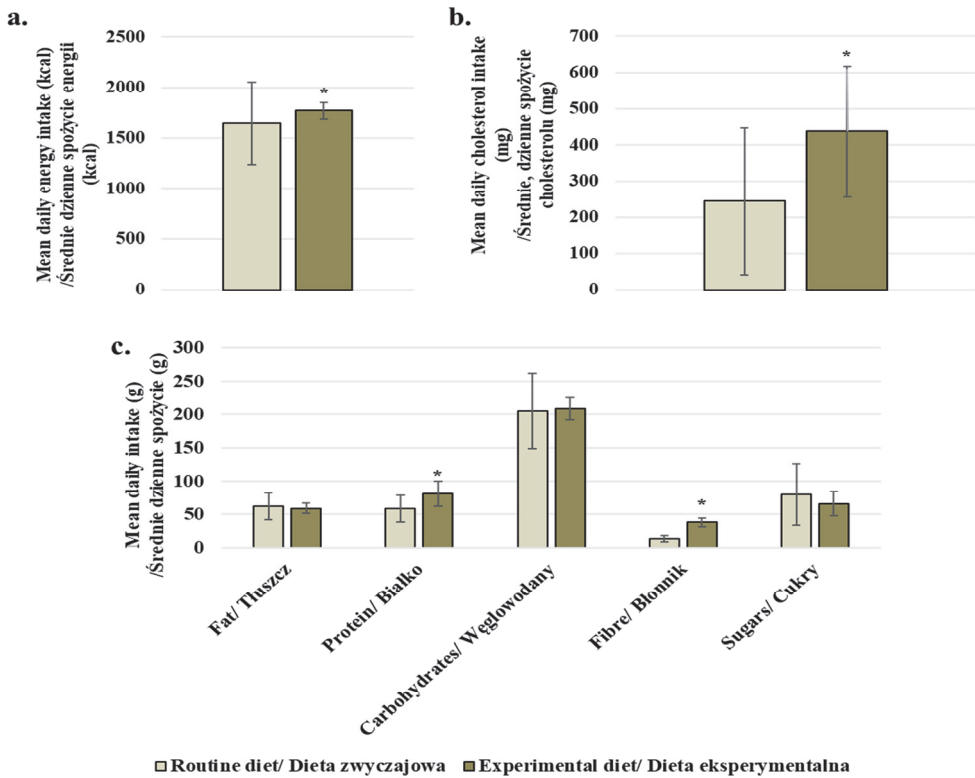 a.
Mean daily energy intake (kcal)
/Średnie dzienne spożycie energii
(kcal)
2500
2000
1500
1000
500
0
*
b.
Mean daily cholesterol intake
(mg)
/Średnie, dzienne spożycie
cholesterolu (mg)
700
600
500
400
300
200
100
0
*
c.
Mean daily intake (g)
/Średnie dzienne spożycie (g)
300
250
200
150
100
50
0
*
*
Fat/ Tłuszcz
Protein/ Białko
Carbohydrates/ Węglowodany
Fibre/ Błonnik
Sugars/ Cukry
Routine diet/ Dieta zwyczajowa
Experimental diet/ Dieta eksperymentalna